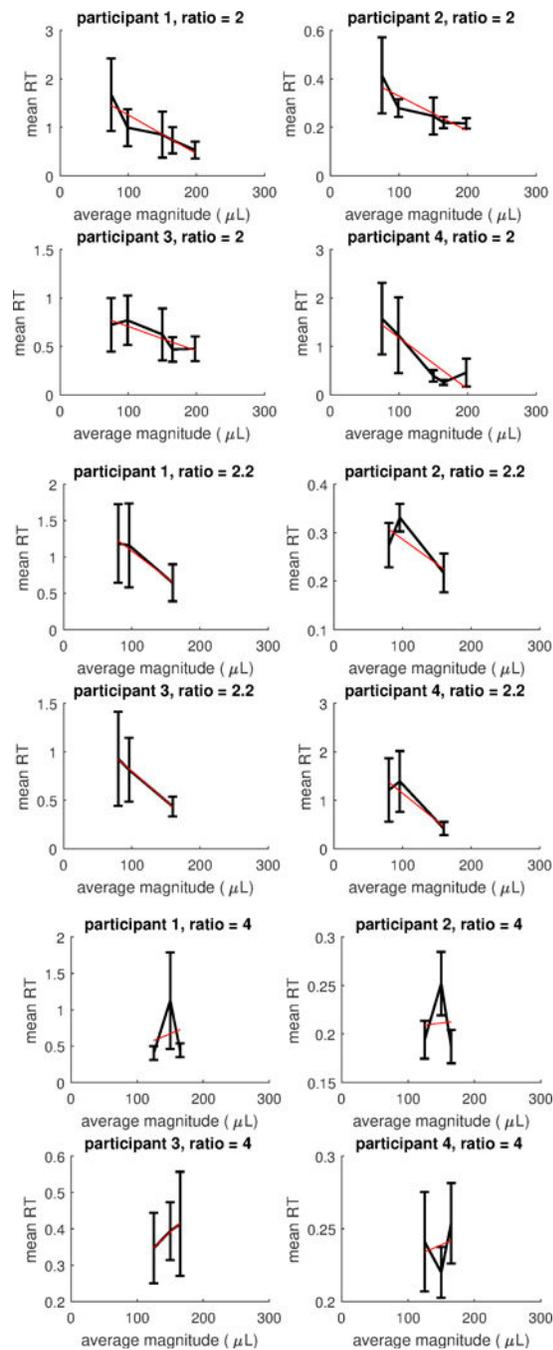 participant 1, ratio = 2
participant 2, ratio = 2
3
2
1
0
mean RT
0.6
0.4
0.2
0
mean RT
0 100 200 300
0 100 200 300
average magnitude ( μL)
average magnitude ( μL)
participant 3, ratio = 2
participant 4, ratio = 2
1.5
1
0.5
0
mean RT
3
2
1
0
mean RT
0 100 200 300
0 100 200 300
average magnitude ( μL)
average magnitude ( μL)
participant 1, ratio = 2.2
participant 2, ratio = 2.2
2
1.5
1
0.5
0
mean RT
0.4
0.3
0.2
0.1
mean RT
0 100 200 300
0 100 200 300
average magnitude ( μL)
average magnitude ( μL)
participant 3, ratio = 2.2
participant 4, ratio = 2.2
1.5
1
0.5
0
mean RT
3
2
1
0
mean RT
0 100 200 300
0 100 200 300
average magnitude ( μL)
average magnitude ( μL)
participant 1, ratio = 4
participant 2, ratio = 4
2
1.5
1
0.5
0
mean RT
0.3
0.25
0.2
0.15
mean RT
0 100 200 300
0 100 200 300
average magnitude ( μL)
average magnitude ( μL)
participant 3, ratio = 4
participant 4, ratio = 4
0.6
0.5
0.4
0.3
0.2
mean RT
0.3
0.25
0.2
mean RT
0 100 200 300
0 100 200 300
average magnitude ( μL)
average magnitude ( μL)